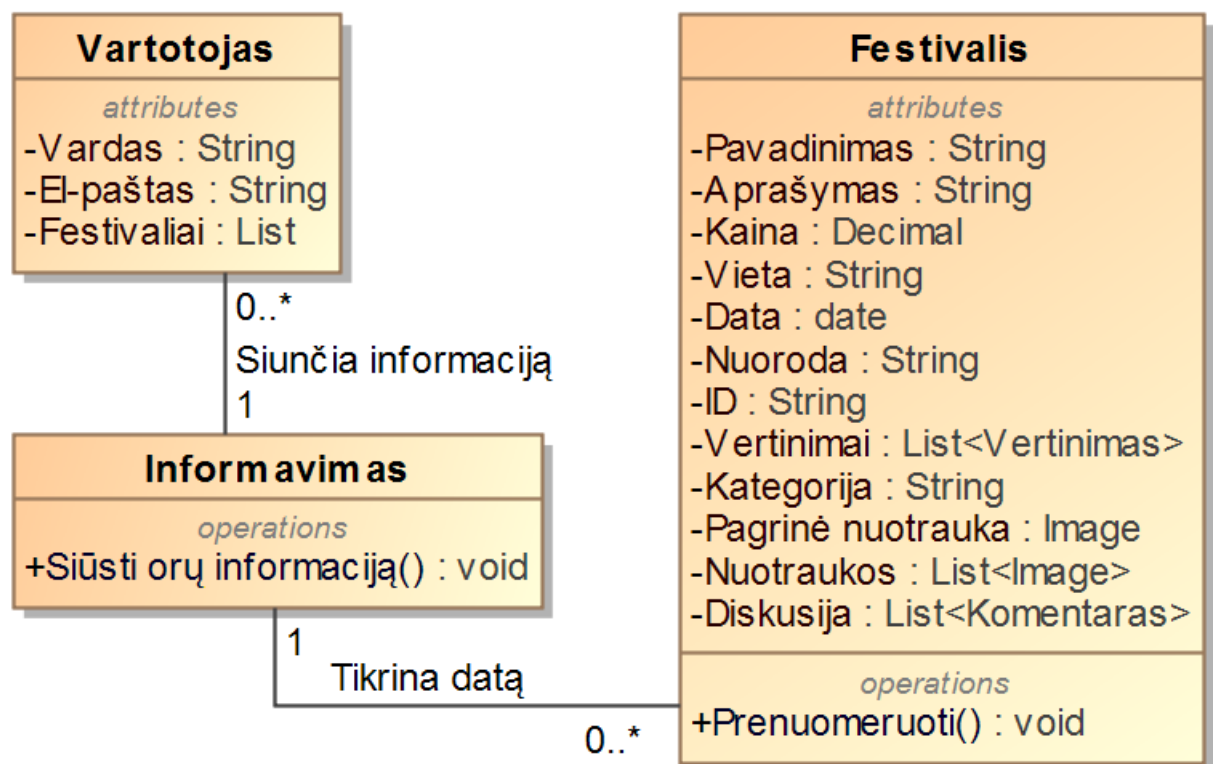 Vartotojas
attributes
-Vardas : String
-El-paštas : String
-Festivaliai : List
0..*
Siunčia informaciją
1
Informavimas
operations
+Siūsti orų informaciją() : void
1
Tikrina datą
0..*
Festivalis
attributes
-Pavadinimas : String
-Aprašymas : String
-Kaina : Decimal
-Vieta : String
-Data : date
-Nuoroda : String
-ID : String
-Vertinimai : List<Vertinimas>
-Kategorija : String
-Pagrinė nuotrauka : Image
-Nuotraukos : List<Image>
-Diskusija : List<Komentaras>
operations
+Prenuomeruoti() : void